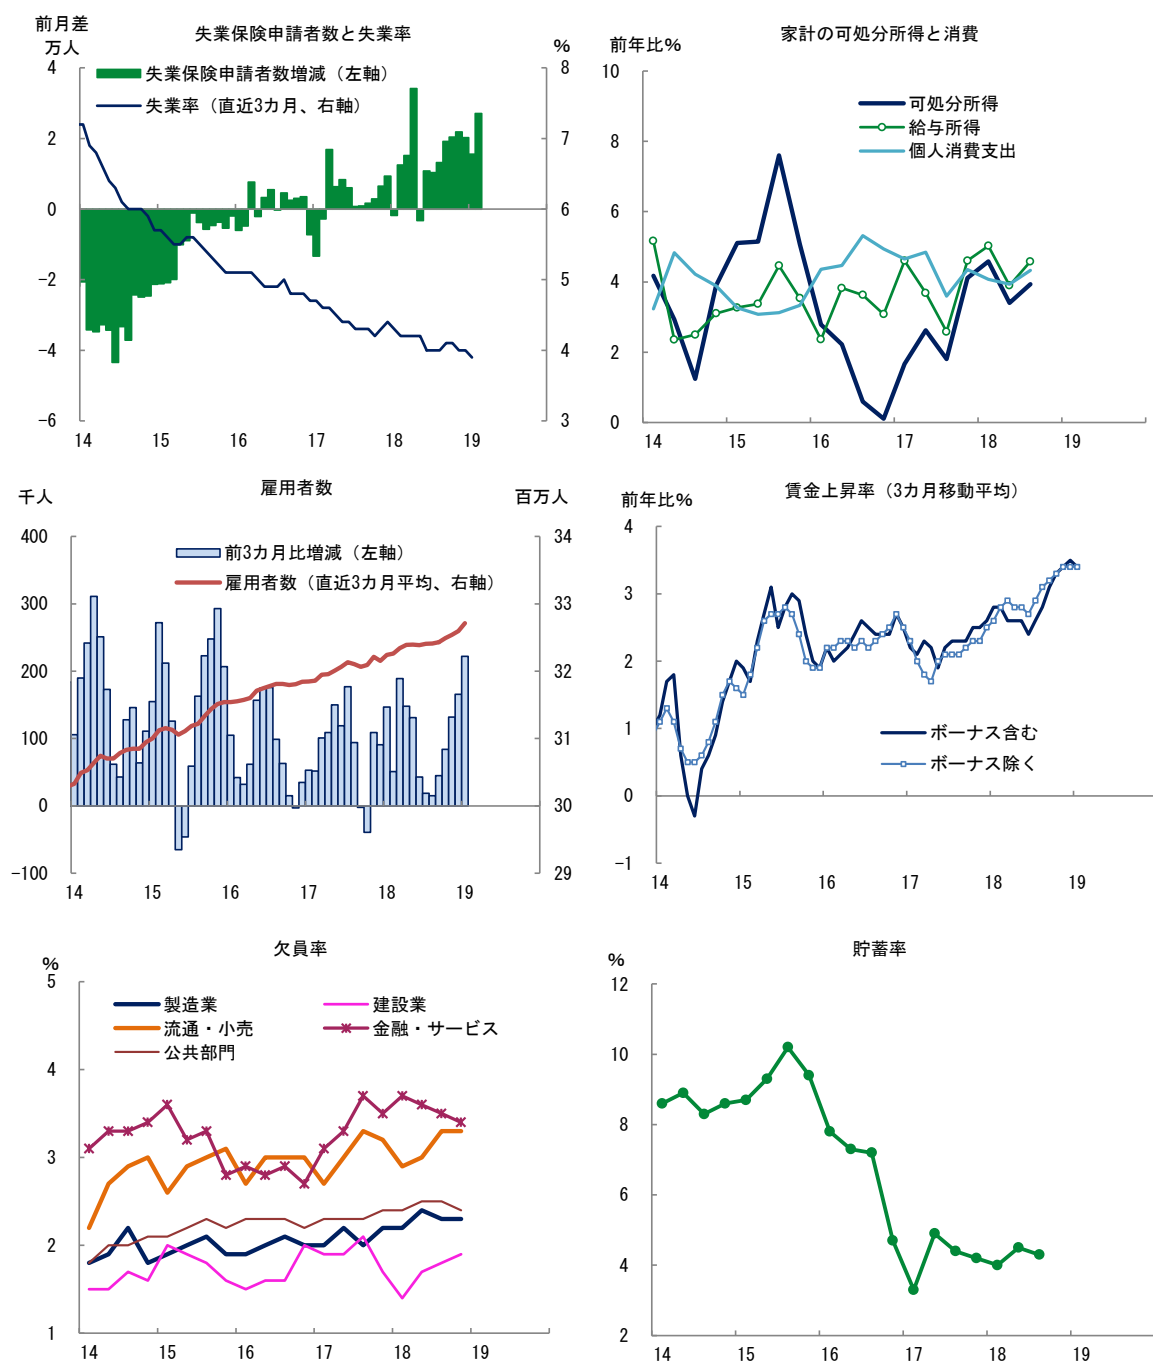 失業保険申請者数と失業率
前月差
万人
%
失業保険申請者数増減（左軸）
失業率（直近3カ月、右軸）
4
2
0
−2
−4
−6
8
7
6
5
4
3
14 15 16 17 18 19
家計の可処分所得と消費
前年比%
可処分所得
給与所得
個人消費支出
10
8
6
4
2
0
14 15 16 17 18 19
雇用者数
千人
百万人
前3カ月比増減（左軸）
雇用者数（直近3カ月平均、右軸）
400
300
200
100
0
−100
34
33
32
31
30
29
14 15 16 17 18 19
賃金上昇率（3カ月移動平均）
前年比%
4
3
2
1
0
−1
ボーナス含む
ボーナス除く
14 15 16 17 18 19
欠員率
%
製造業 建設業
流通・小売 金融・サービス
公共部門
5
4
3
2
1
14 15 16 17 18 19
貯蓄率
%
12
10
8
6
4
2
14 15 16 17 18 19